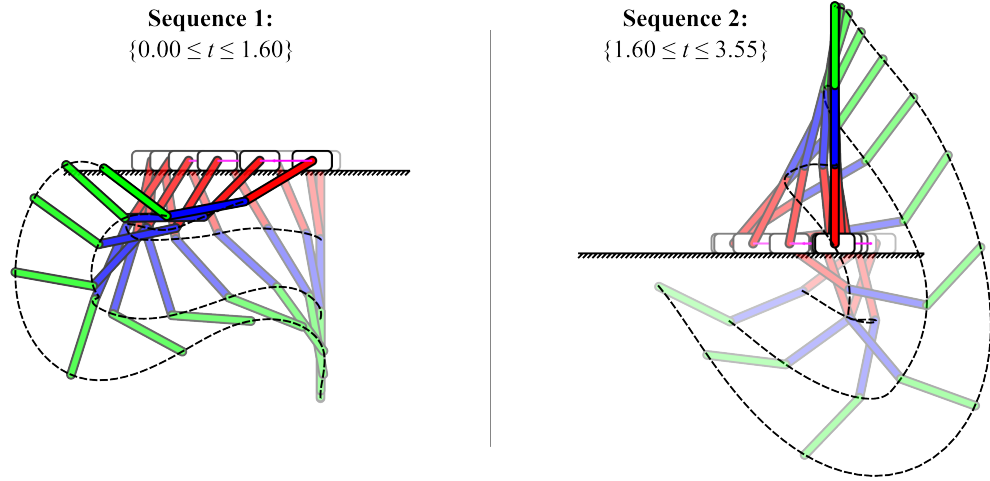 Sequence 1:
{0.00 ≤ t ≤ 1.60}
Sequence 2:
{1.60 ≤ t ≤ 3.55}